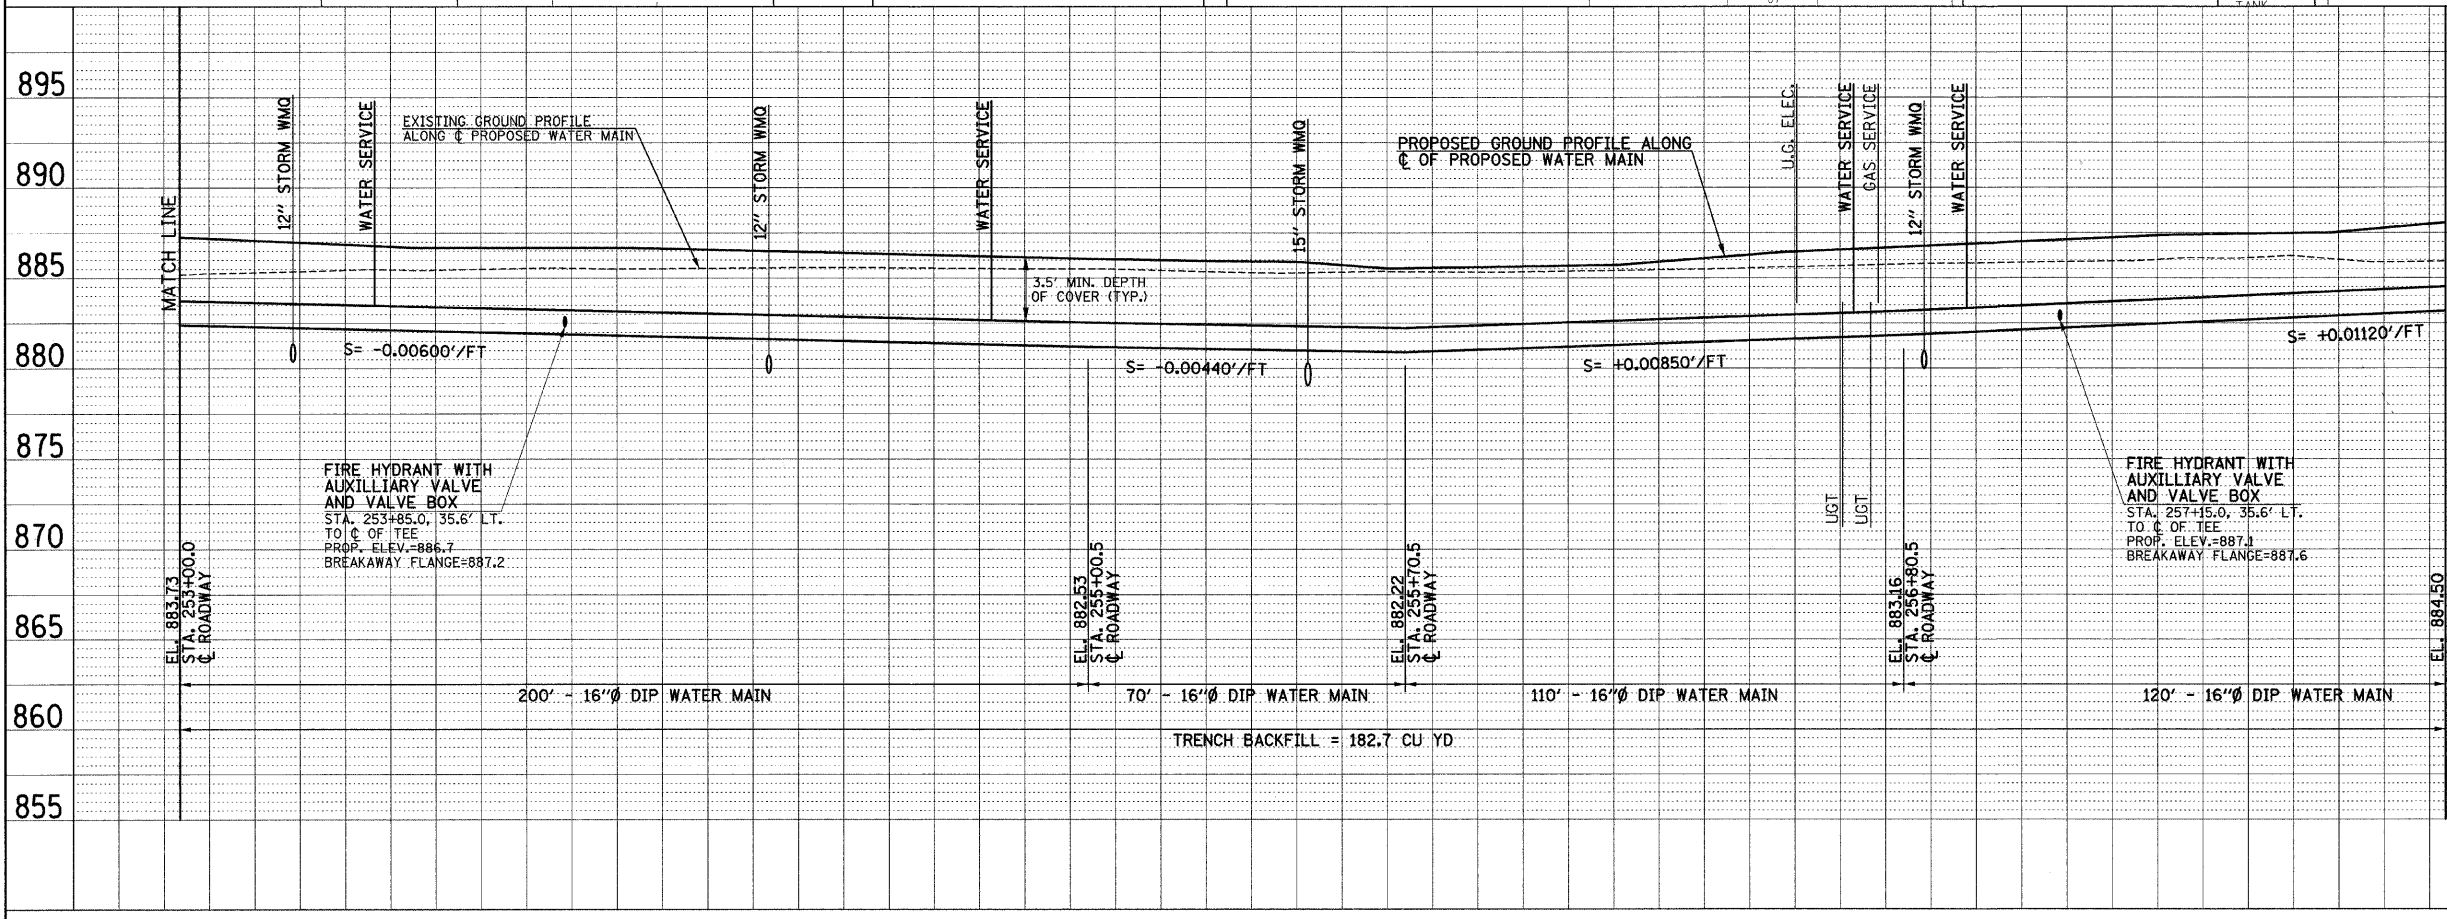 TANK
895
890
885
880
875
870
865
860
855
MATCH LINE
12" STORM WMQ
WATER SERVICE
EXISTING GROUND PROFILE
ALONG ℄ PROPOSED WATER MAIN
12" STORM WMQ
WATER SERVICE
3.5' MIN. DEPTH
OF COVER (TYP.)
15" STORM WMQ
PROPOSED GROUND PROFILE ALONG
℄ OF PROPOSED WATER MAIN
U.G. ELEC.
WATER SERVICE
GAS SERVICE
12" STORM WMQ
WATER SERVICE
S= -0.00600'/FT
S= -0.00440'/FT
S= +0.00850'/FT
S= +0.01120'/FT
FIRE HYDRANT WITH
AUXILLIARY VALVE
AND VALVE BOX
STA. 253+85.0, 35.6' LT.
TO ℄ OF TEE
PROP. ELEV.=886.7
BREAKAWAY FLANGE=887.2
UGT
UGT
FIRE HYDRANT WITH
AUXILLIARY VALVE
AND VALVE BOX
STA. 257+15.0, 35.6' LT.
TO ℄ OF TEE
PROP. ELEV.=887.1
BREAKAWAY FLANGE=887.6
EL. 883.73
STA. 253+00.0
℄ ROADWAY
EL. 882.53
STA. 255+00.5
℄ ROADWAY
EL. 882.22
STA. 255+70.5
℄ ROADWAY
EL. 883.16
STA. 256+80.5
℄ ROADWAY
EL. 884.50
200' - 16"Ø DIP WATER MAIN
70' - 16"Ø DIP WATER MAIN
110' - 16"Ø DIP WATER MAIN
120' - 16"Ø DIP WATER MAIN
TRENCH BACKFILL = 182.7 CU YD